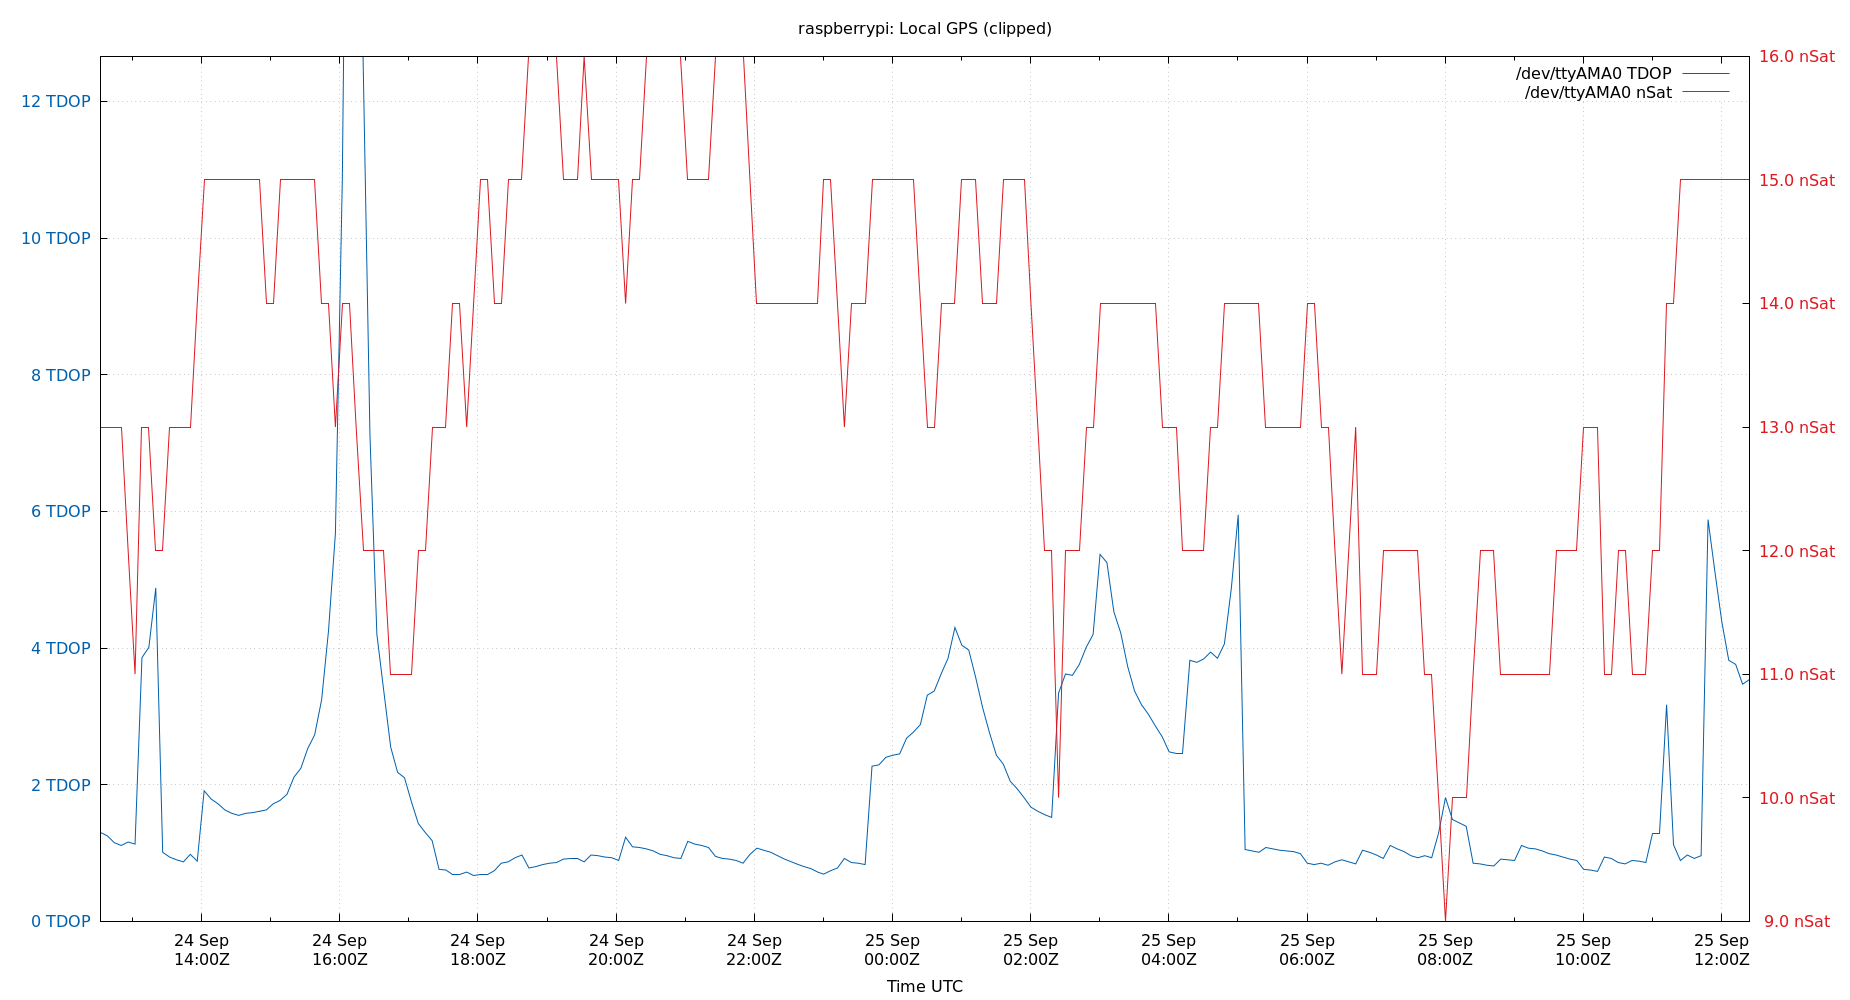 raspberrypi: Local GPS (clipped)
/dev/ttyAMA0 TDOP
/dev/ttyAMA0 nSat
12 TDOP
10 TDOP
8 TDOP
6 TDOP
4 TDOP
2 TDOP
0 TDOP
16.0 nSat
15.0 nSat
14.0 nSat
13.0 nSat
12.0 nSat
11.0 nSat
10.0 nSat
9.0 nSat
24 Sep 14:00Z
24 Sep 16:00Z
24 Sep 18:00Z
24 Sep 20:00Z
24 Sep 22:00Z
25 Sep 00:00Z
25 Sep 02:00Z
25 Sep 04:00Z
25 Sep 06:00Z
25 Sep 08:00Z
25 Sep 10:00Z
25 Sep 12:00Z
Time UTC